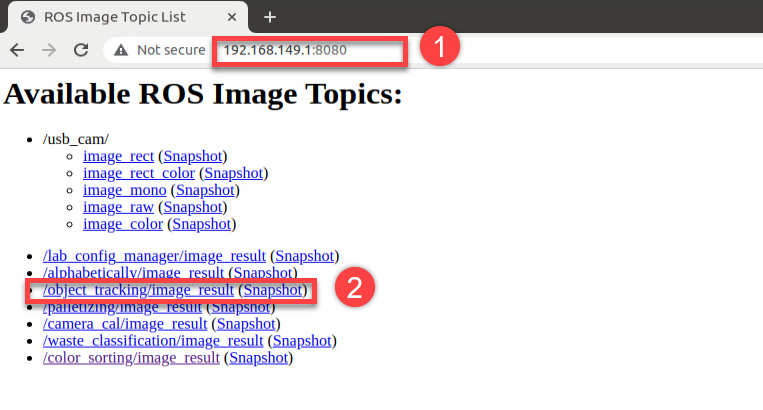 ROS Image Topic List
Not secure 192.168.149.1:8080
1
Available ROS Image Topics:
/usb_cam/
image_rect (Snapshot)
image_rect_color (Snapshot)
image_mono (Snapshot)
image_raw (Snapshot)
image_color (Snapshot)
/lab_config_manager/image_result (Snapshot)
/alphabetically/image_result (Snapshot)
/object_tracking/image_result (Snapshot)
2
/palletizing/image_result (Snapshot)
/camera_cal/image_result (Snapshot)
/waste_classification/image_result (Snapshot)
/color_sorting/image_result (Snapshot)